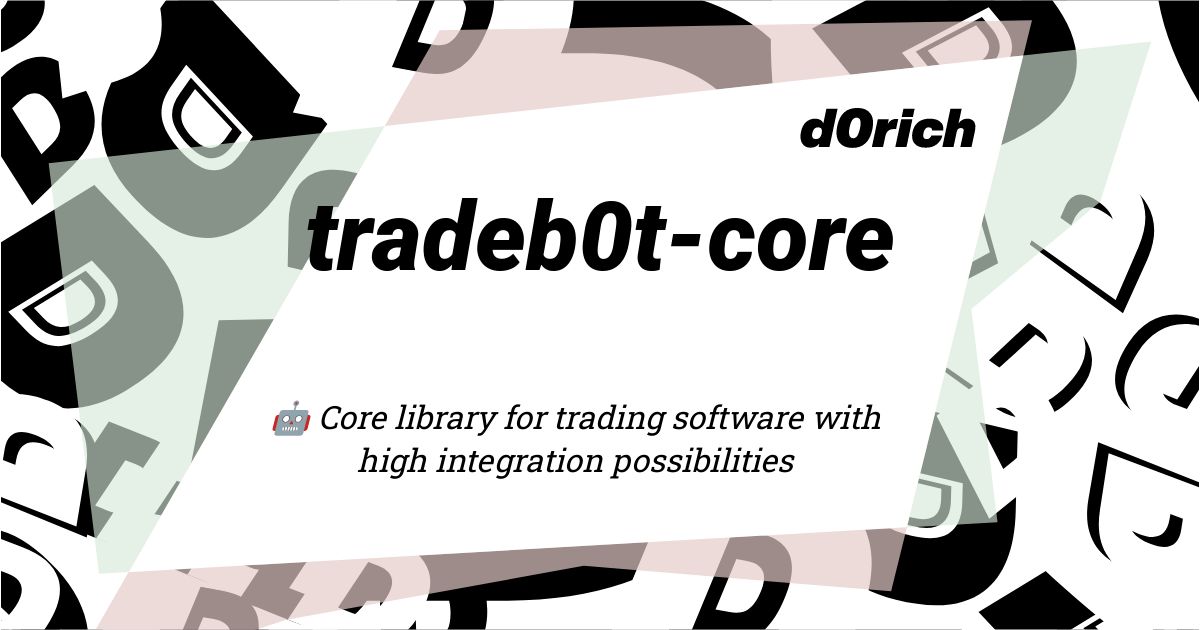 d0rich
tradeb0t-core
🤖 Core library for trading software with
high integration possibilities